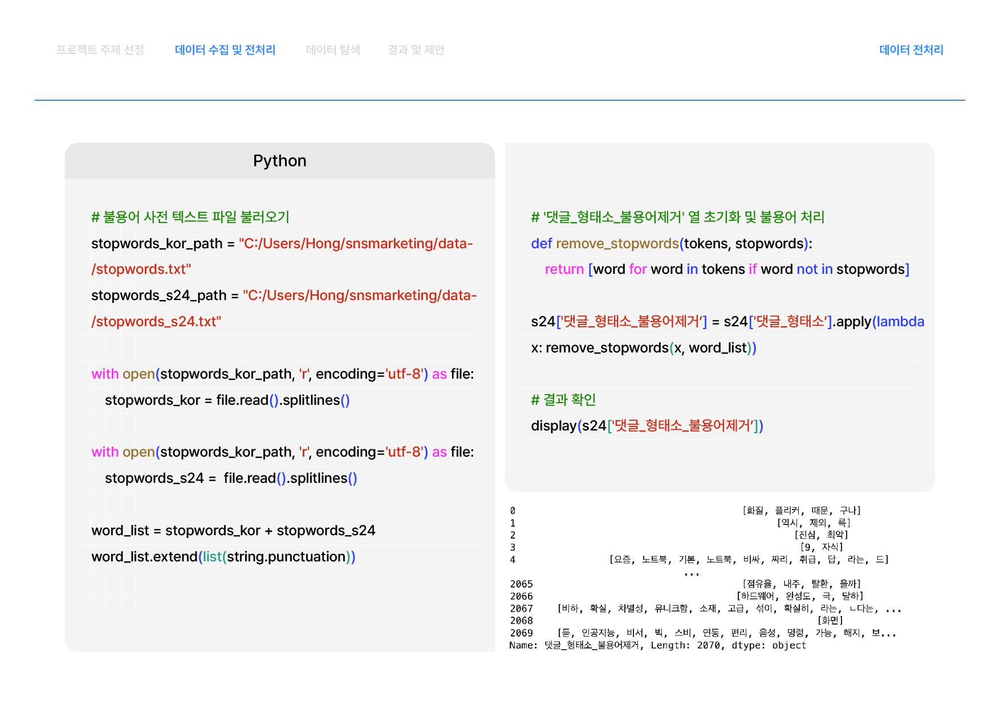 프로젝트 주제 선정 데이터 수집 및 전처리 데이터 탐색 결과 및 제안 데이터 전처리
Python
# 불용어 사전 텍스트 파일 불러오기
stopwords_kor_path = "C:/Users/Hong/snsmarketing/data-
/stopwords.txt"
stopwords_s24_path = "C:/Users/Hong/snsmarketing/data-
/stopwords_s24.txt"
with open(stopwords_kor_path, 'r', encoding='utf-8') as file:
    stopwords_kor = file.read().splitlines()
with open(stopwords_kor_path, 'r', encoding='utf-8') as file:
    stopwords_s24 =  file.read().splitlines()
word_list = stopwords_kor + stopwords_s24
word_list.extend(list(string.punctuation))
# '댓글_형태소_불용어제거' 열 초기화 및 불용어 처리
def remove_stopwords(tokens, stopwords):
    return [word for word in tokens if word not in stopwords]
s24['댓글_형태소_불용어제거’] = s24['댓글_형태소’].apply(lambda
x: remove_stopwords(x, word_list))
# 결과 확인
display(s24['댓글_형태소_불용어제거’])
0 [화질, 플리커, 때문, 구나]
1 [역시, 제외, 륵]
2 [진심, 최악]
3 [9, 자식]
4 [요즘, 노트북, 기본, 노트북, 비싸, 짜리, 취급, 답, 라는, 드]
...
2065 [점유율, 내주, 탈환, 을까]
2066 [하드웨어, 완성도, 극, 달하]
2067 [비하, 확실, 차별성, 유니크함, 소재, 고급, 섞이, 확실히, 라는, ㄴ다는, ...
2068 [화면]
2069 [듣, 인공지능, 비서, 빅, 스비, 연동, 편리, 음성, 명령, 가능, 해지, 보...
Name: 댓글_형태소_불용어제거, Length: 2070, dtype: object